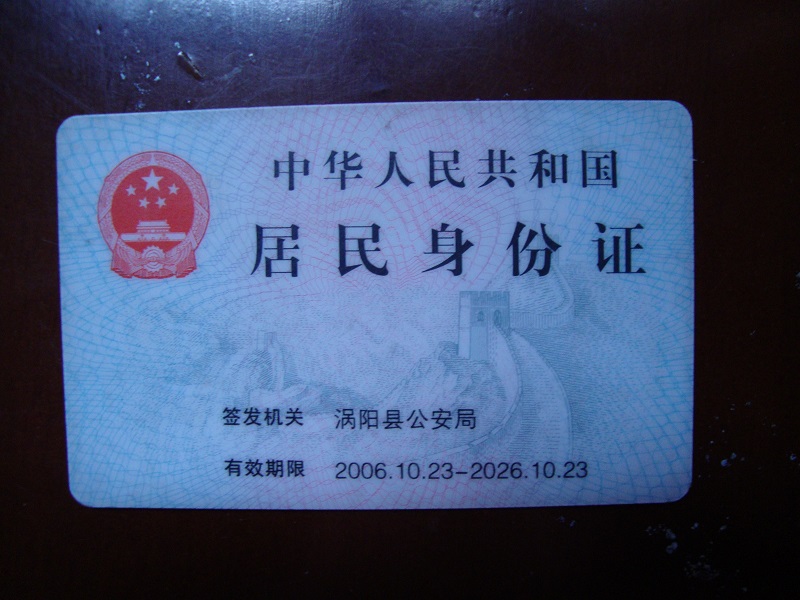 中华人民共和国
居民身份证
签发机关 涡阳县公安局
有效期限 2006.10.23-2026.10.23